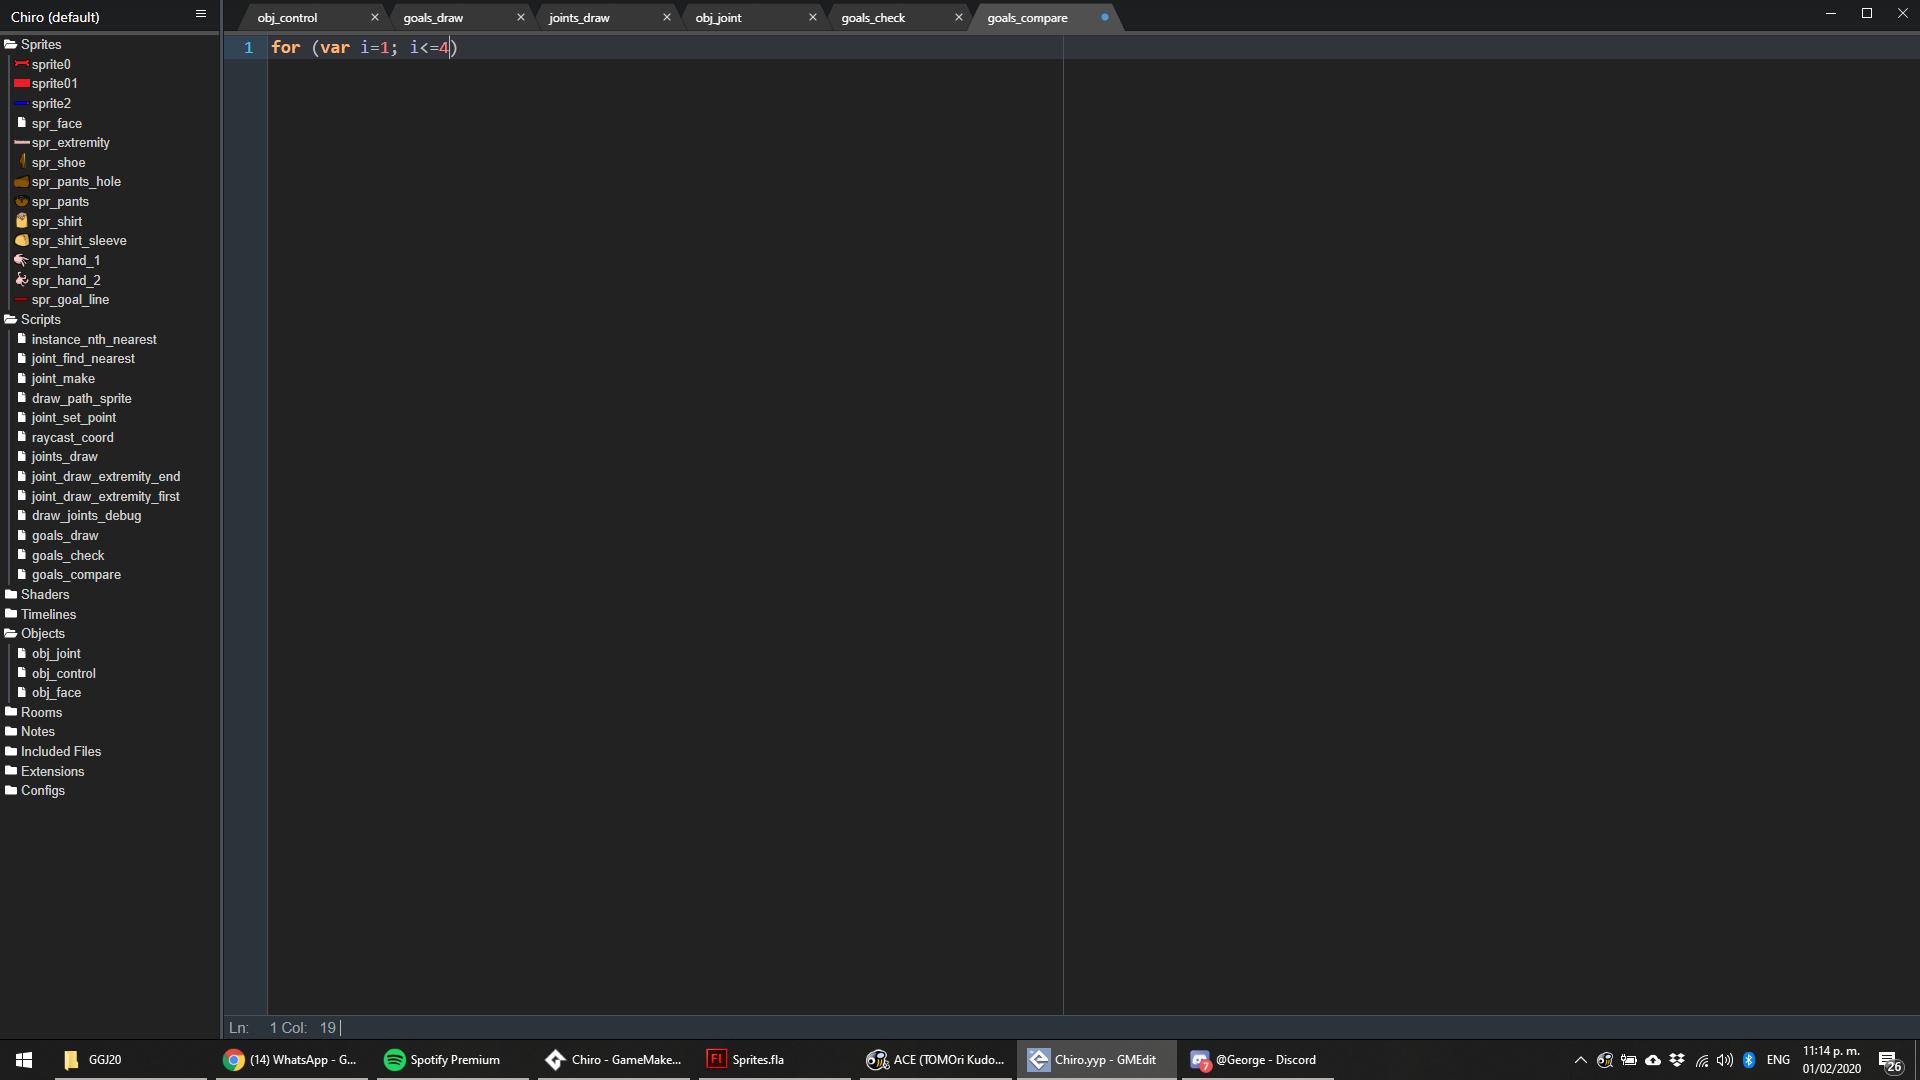 Chiro (default)
obj_control
goals_draw
joints_draw
obj_joint
goals_check
goals_compare
1 for (var i=1; i<=4)
Sprites
sprite0
sprite01
sprite2
spr_face
spr_extremity
spr_shoe
spr_pants_hole
spr_pants
spr_shirt
spr_shirt_sleeve
spr_hand_1
spr_hand_2
spr_goal_line
Scripts
instance_nth_nearest
joint_find_nearest
joint_make
draw_path_sprite
joint_set_point
raycast_coord
joints_draw
joint_draw_extremity_end
joint_draw_extremity_first
draw_joints_debug
goals_draw
goals_check
goals_compare
Shaders
Timelines
Objects
obj_joint
obj_control
obj_face
Rooms
Notes
Included Files
Extensions
Configs
Ln: 1 Col: 19
GGJ20
(14) WhatsApp - G...
Spotify Premium
Chiro - GameMake...
Fl
Sprites.fla
ACE (TOMOri Kudo...
Chiro.yyp - GMEdit
7
@George - Discord
ENG
11:14 p. m.
01/02/2020
26